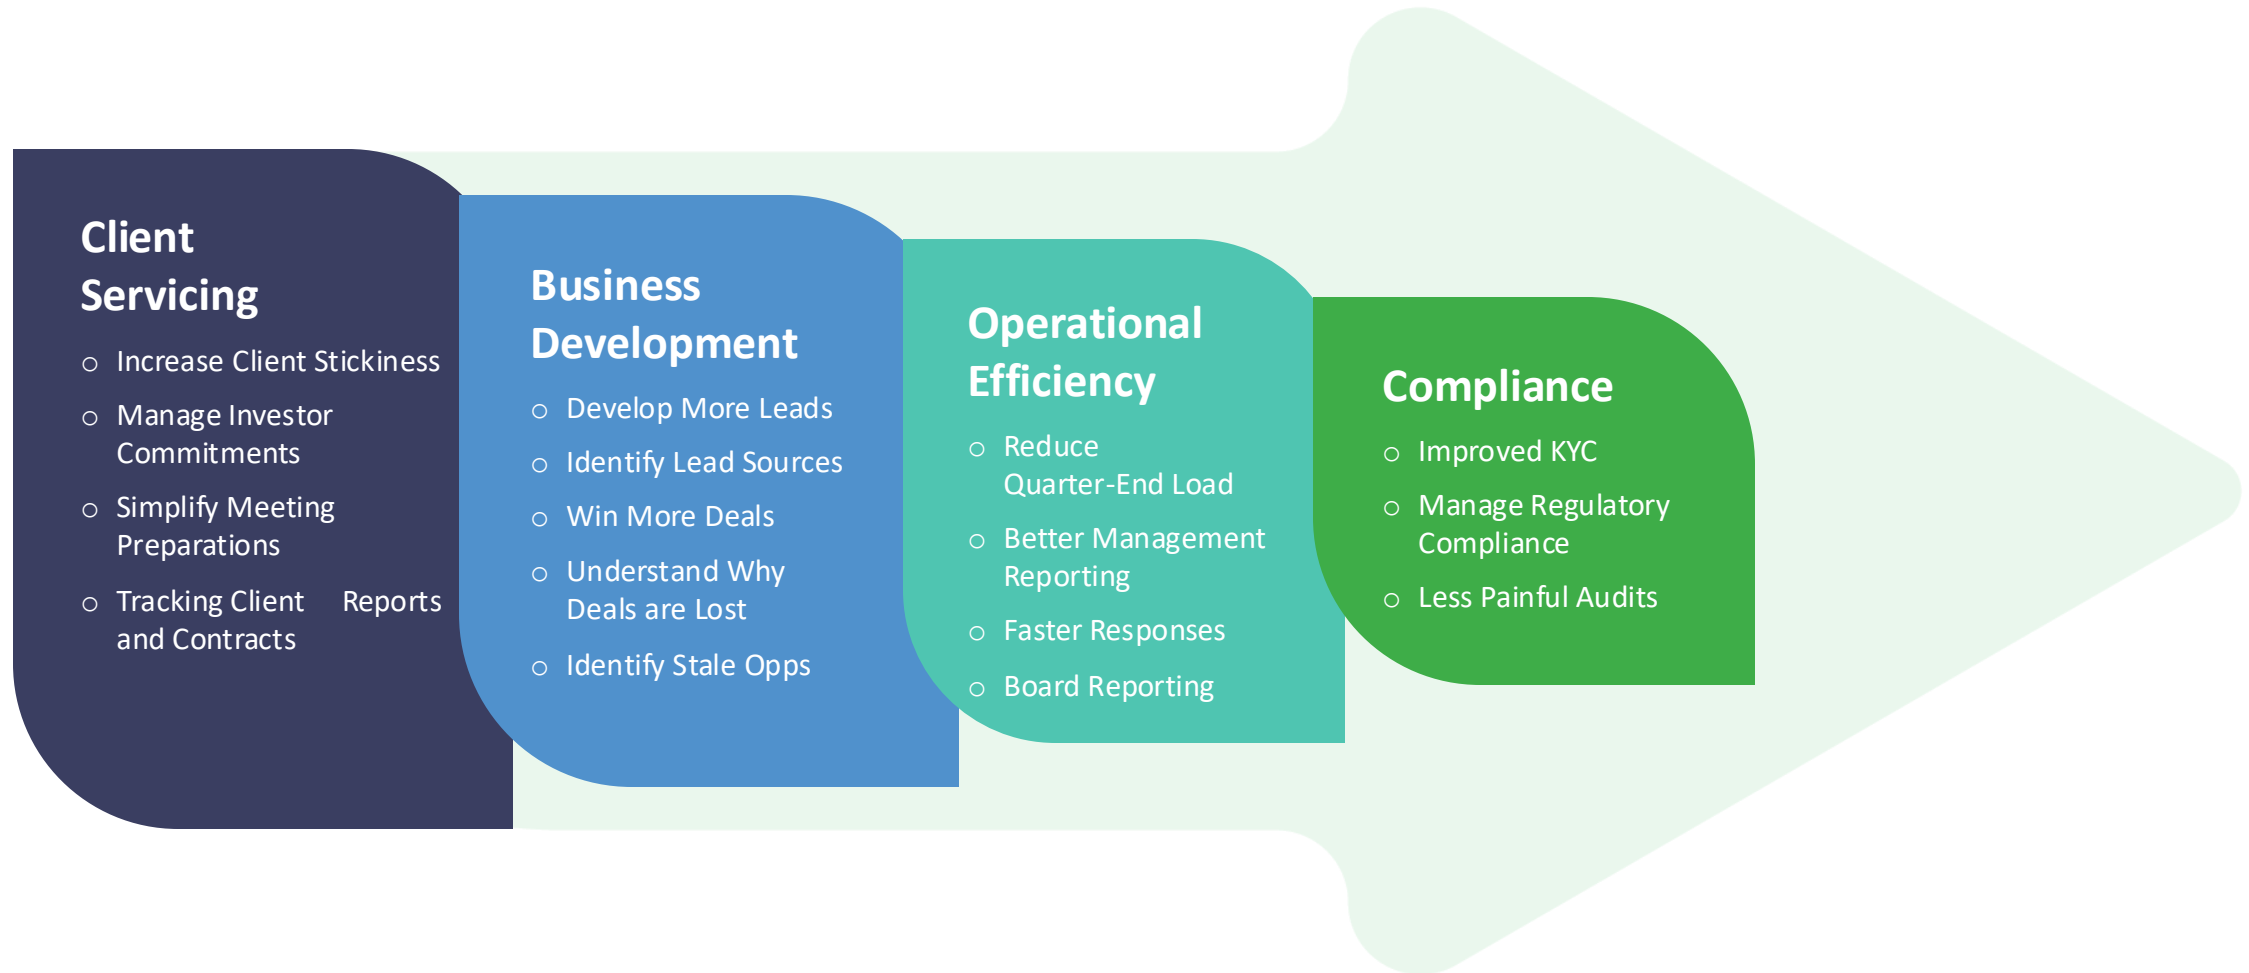 Client
Servicing
o Increase Client Stickiness
o Manage Investor
Commitments
o Simplify Meeting
Preparations
o Tracking Client Reports
and Contracts
Business
Development
o Develop More Leads
o Identify Lead Sources
o Win More Deals
o Understand Why
Deals are Lost
o Identify Stale Opps
Operational
Efficiency
o Reduce
Quarter-End Load
o Better Management
Reporting
o Faster Responses
o Board Reporting
Compliance
o Improved KYC
o Manage Regulatory
Compliance
o Less Painful Audits